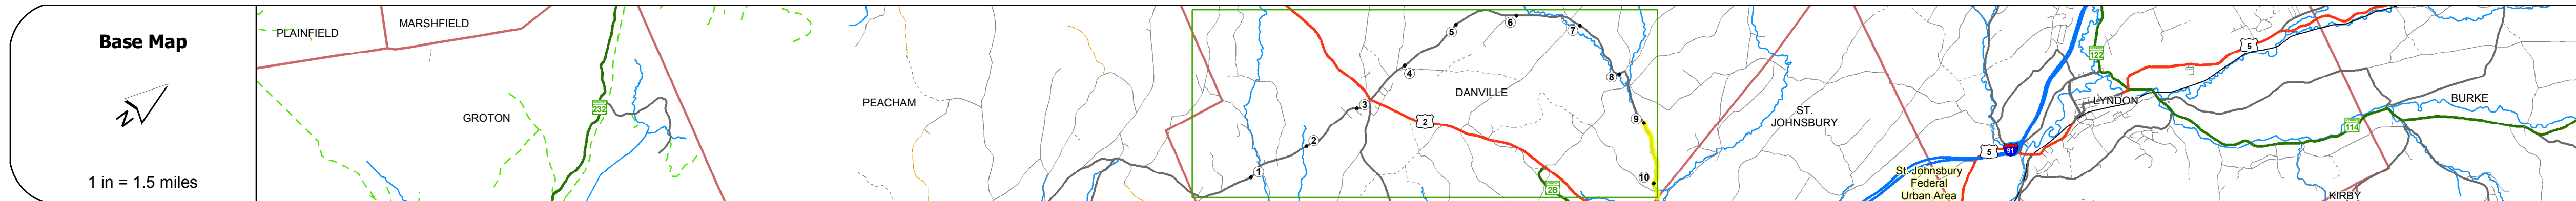 Base Map
N
1 in = 1.5 miles
PLAINFIELD
MARSHFIELD
GROTON
232
PEACHAM
1
2
3
4
5
6
7
8
9
10
DANVILLE
2
2B
ST.
JOHNSBURY
122
5
LYNDON
5
91
St. Johnsbury
Federal
Urban Area
114
BURKE
KIRBY